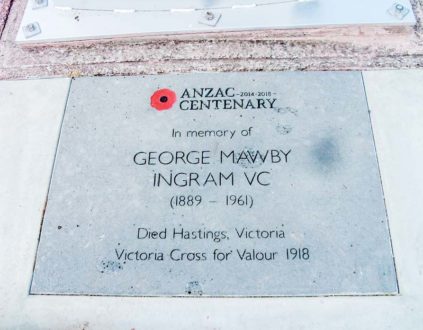 ANZAC -2014-2018-
CENTENARY
In memory of
GEORGE MAWBY
INGRAM VC
(1889 - 1961)
Died Hastings, Victoria
Victoria Cross for Valour 1918